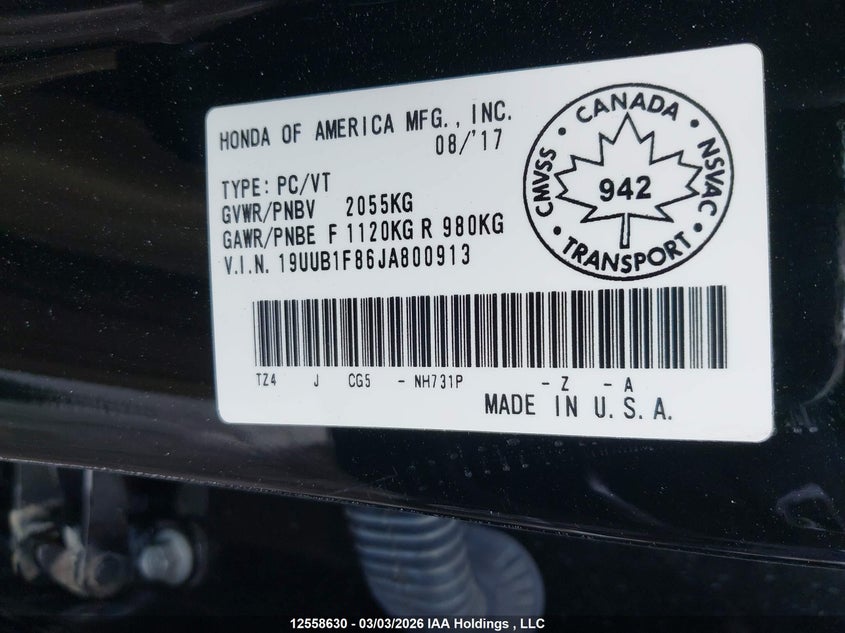 HONDA OF AMERICA MFG., INC.
08/'17
TYPE: PC/VT
GVWR/PNBV 2055KG
GAWR/PNBE F 1120KG R 980KG
V.I.N. 19UUB1F86JA800913
CANADA
CMVSS
942
NSVAC
TRANSPORT
TZ4 J CG5 - NH731P - Z - A
MADE IN U.S.A.
12558630 - 03/03/2026 IAA Holdings , LLC